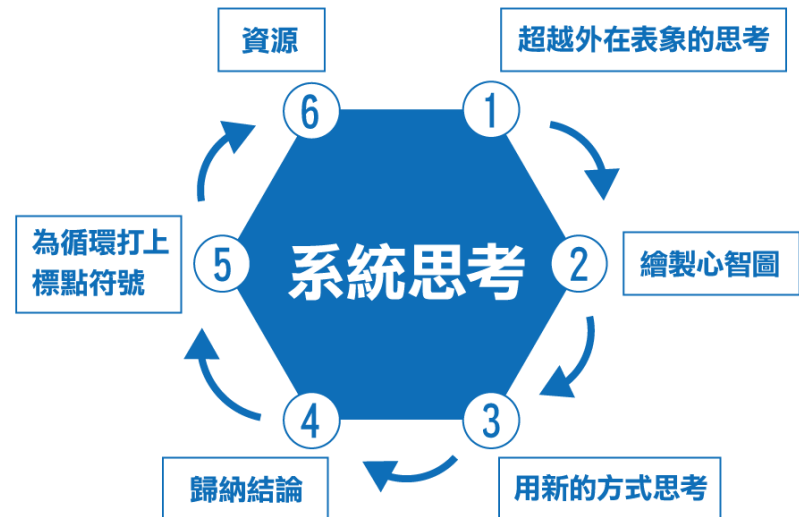 系統思考
1
超越外在表象的思考
2
繪製心智圖
3
用新的方式思考
4
歸納結論
5
為循環打上
標點符號
6
資源